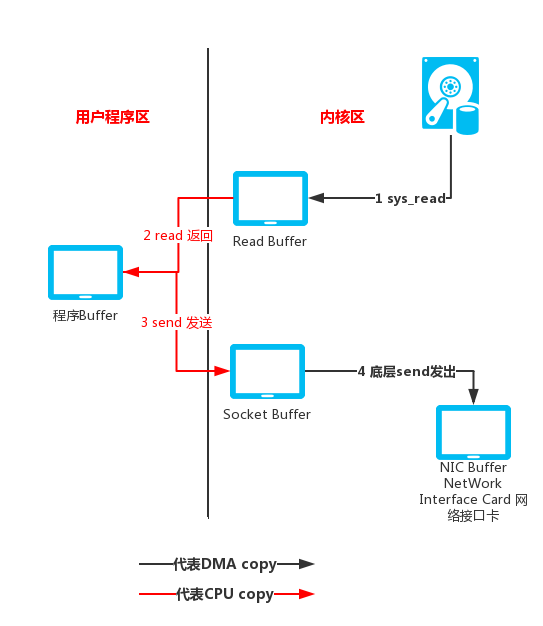 用户程序区
内核区
1 sys_read
2 read 返回
Read Buffer
程序Buffer
3 send 发送
4 底层send发出
Socket Buffer
NIC Buffer
NetWork
Interface Card 网
络接口卡
代表DMA copy
代表CPU copy